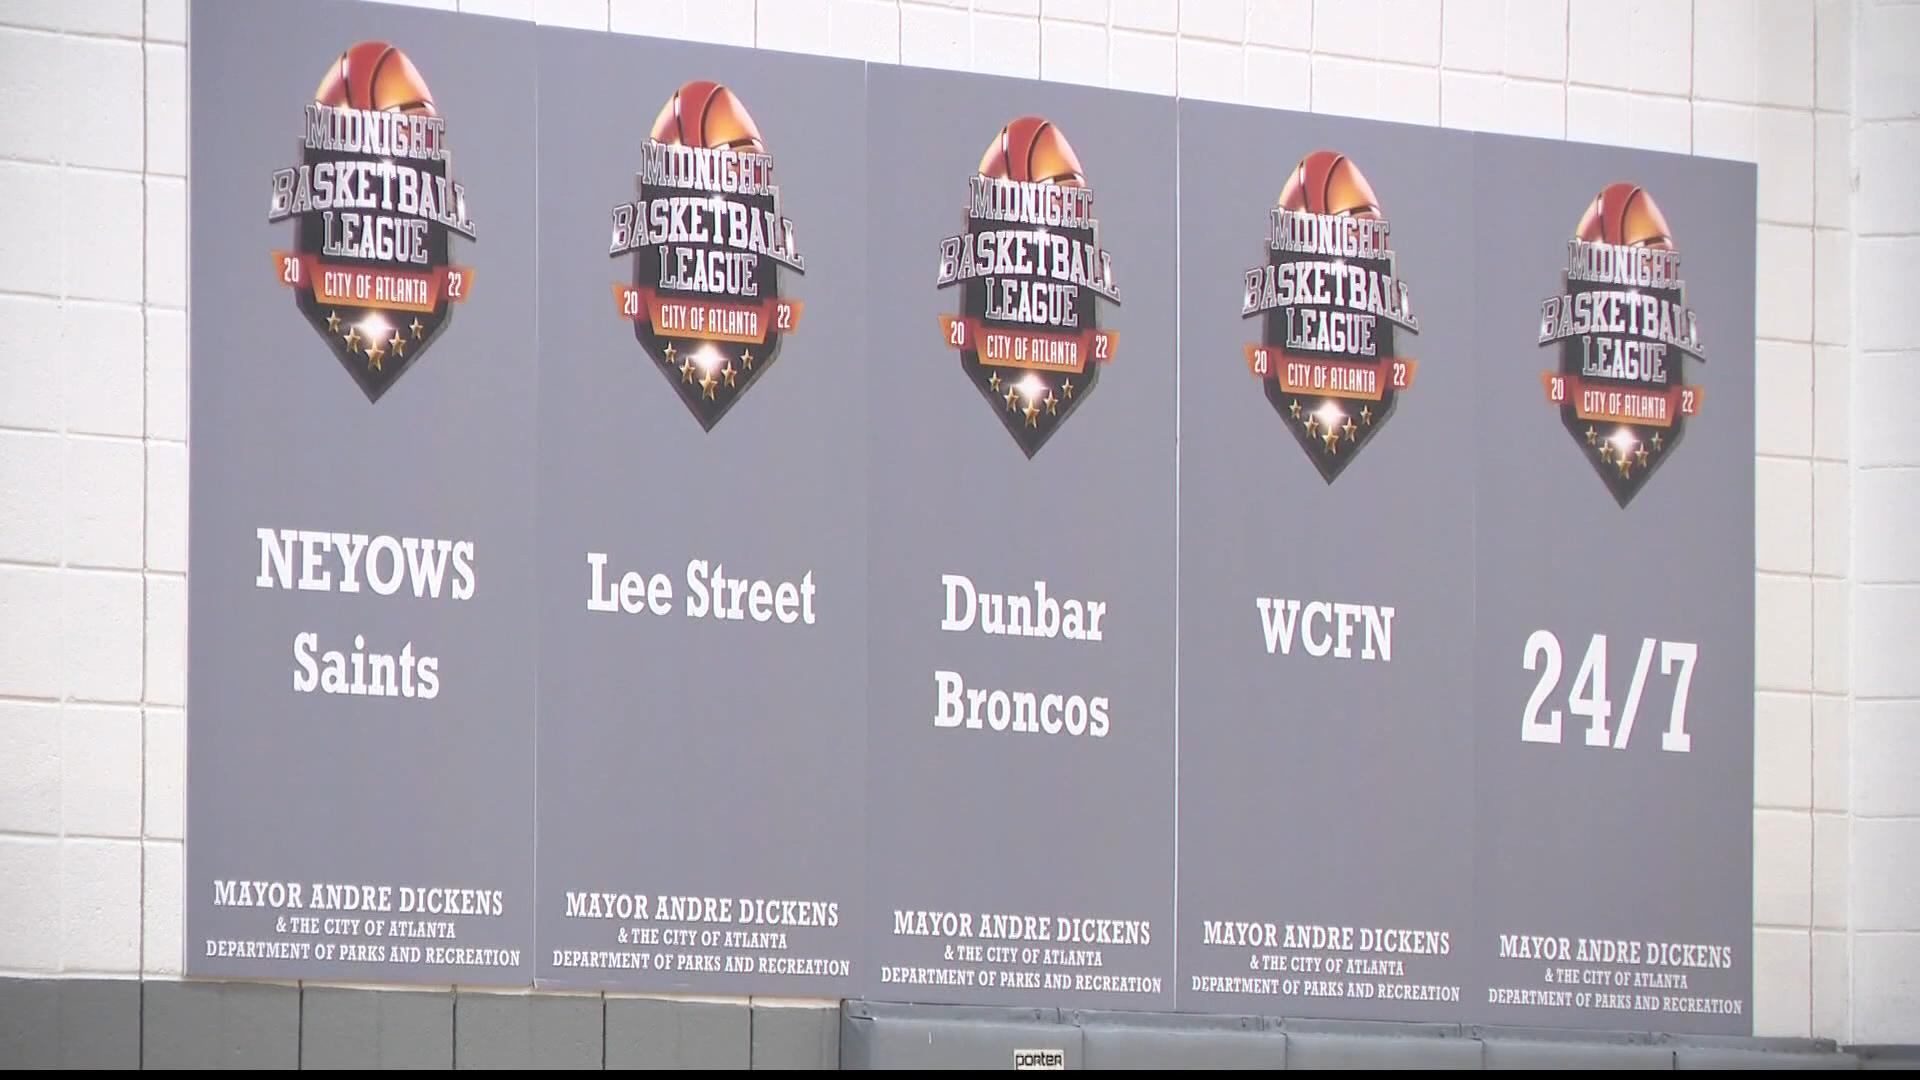 MIDNIGHT
BASKETBALL
LEAGUE
20 CITY OF ATLANTA 22
NEYOWS
Saints
MAYOR ANDRE DICKENS
& THE CITY OF ATLANTA
DEPARTMENT OF PARKS AND RECREATION
MIDNIGHT
BASKETBALL
LEAGUE
20 CITY OF ATLANTA 22
Lee Street
MAYOR ANDRE DICKENS
& THE CITY OF ATLANTA
DEPARTMENT OF PARKS AND RECREATION
MIDNIGHT
BASKETBALL
LEAGUE
20 CITY OF ATLANTA 22
Dunbar
Broncos
MAYOR ANDRE DICKENS
& THE CITY OF ATLANTA
DEPARTMENT OF PARKS AND RECREATION
MIDNIGHT
BASKETBALL
LEAGUE
20 CITY OF ATLANTA 22
WCFN
MAYOR ANDRE DICKENS
& THE CITY OF ATLANTA
DEPARTMENT OF PARKS AND RECREATION
MIDNIGHT
BASKETBALL
LEAGUE
20 CITY OF ATLANTA 22
24/7
MAYOR ANDRE DICKENS
& THE CITY OF ATLANTA
DEPARTMENT OF PARKS AND RECREATION
porter